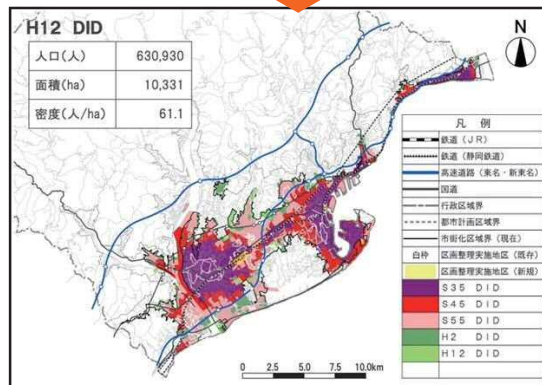 H12 DID
人口(人) 630,930
面積(ha) 10,331
密度(人/ha) 61.1
N
凡 例
鉄道(JR)
鉄道(静岡鉄道)
高速道路(東名・新東名)
国道
行政区域界
都市計画区域界
市街化区域界(現在)
白枠 区画整理実施地区(既存)
区画整理実施地区(新規)
S35 DID
S45 DID
S55 DID
H2 DID
H12 DID
0 2.5 5.0 7.5 10.0km